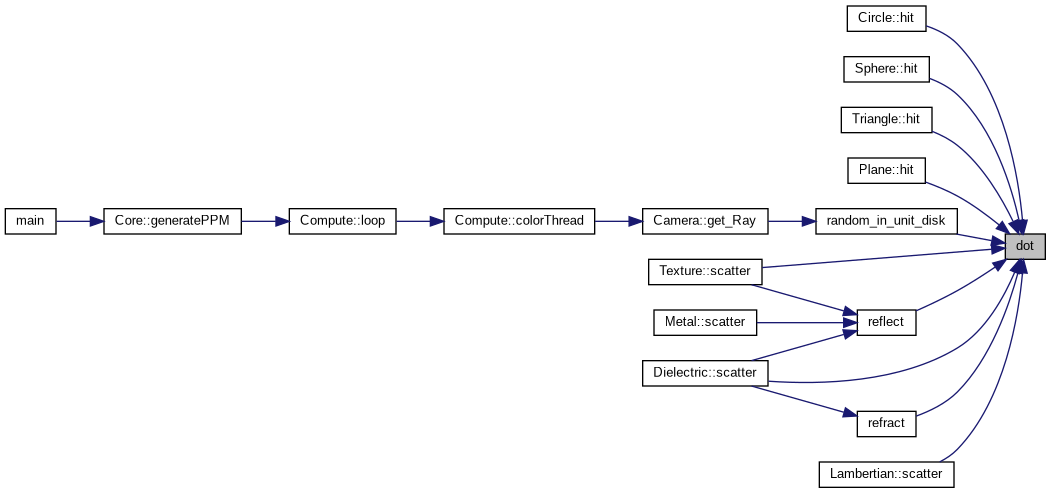 Circle::hit
Sphere::hit
Triangle::hit
Plane::hit
main
Core::generatePPM
Compute::loop
Compute::colorThread
Camera::get_Ray
random_in_unit_disk
dot
Texture::scatter
Metal::scatter
reflect
Dielectric::scatter
refract
Lambertian::scatter